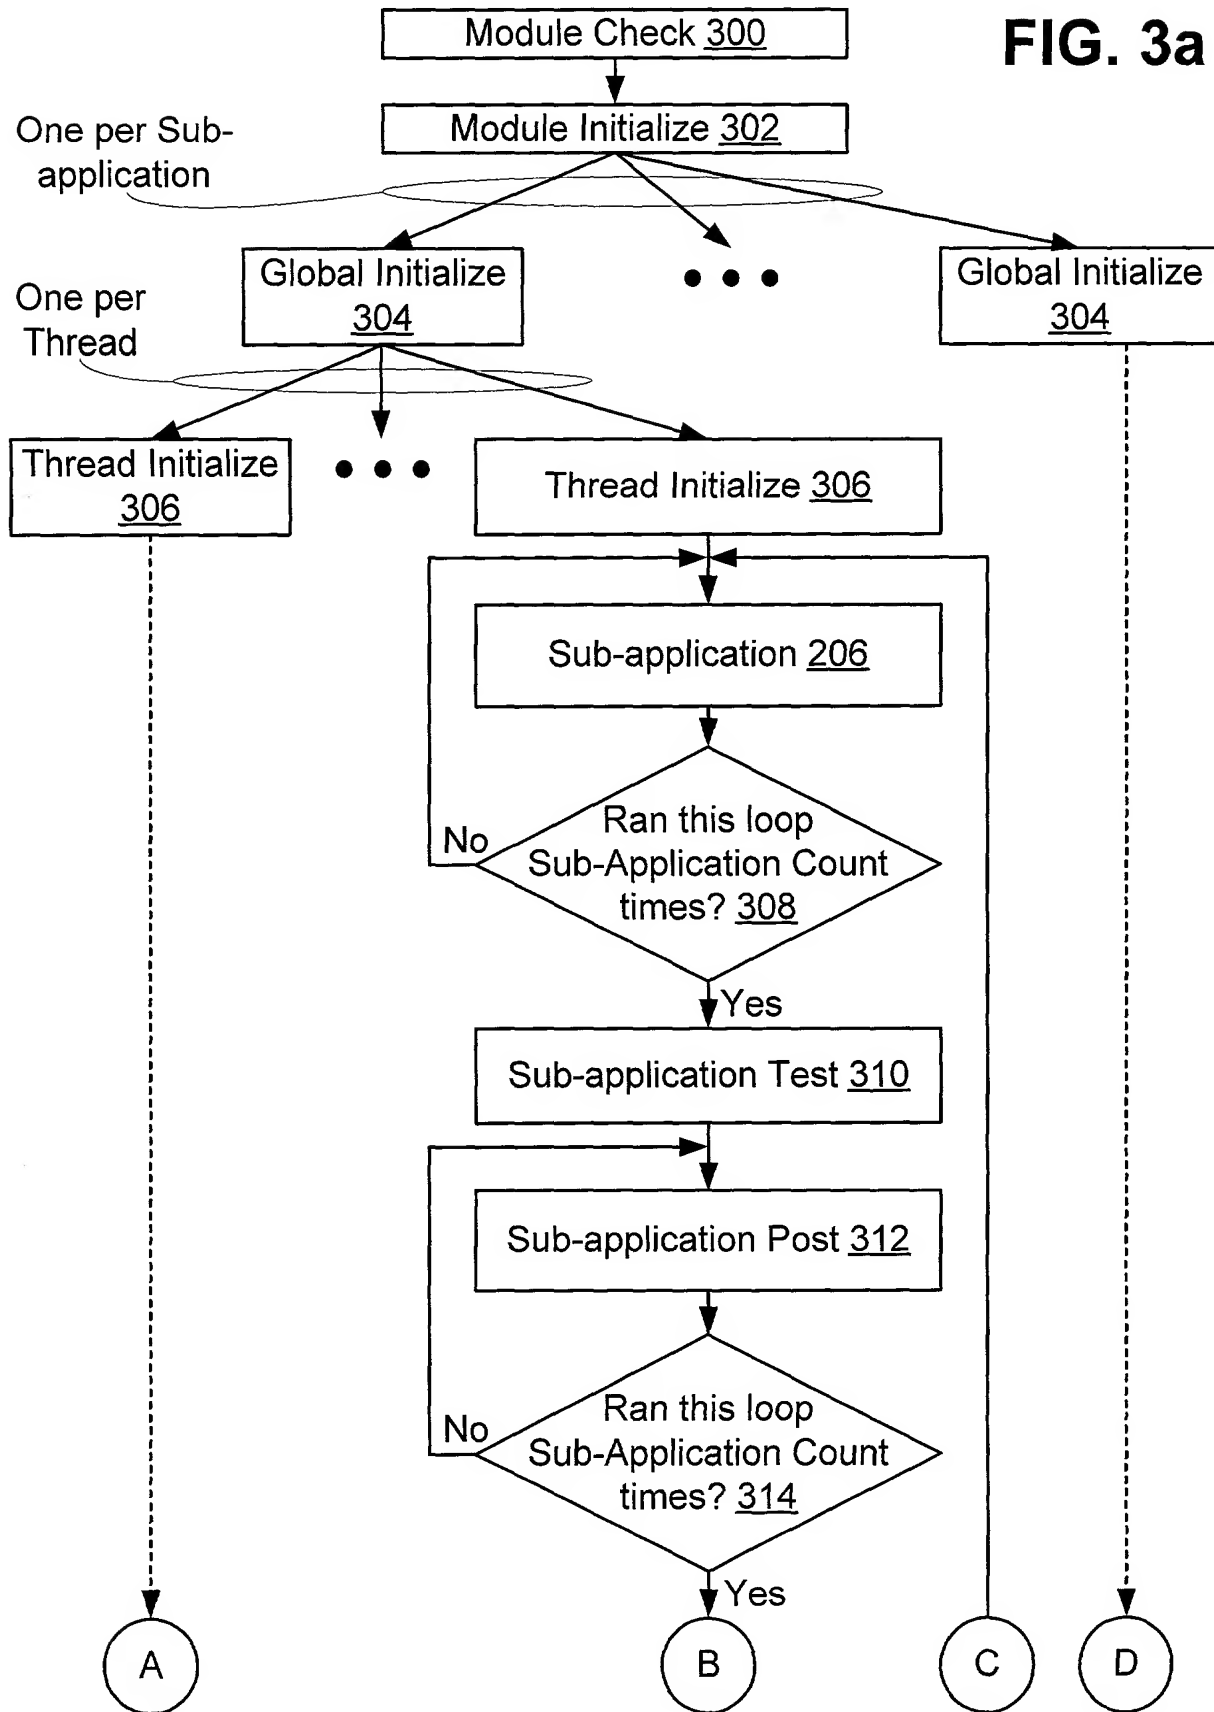 FIG. 3a
Module Check 300
Module Initialize 302
One per Sub-
application
Global Initialize
304
Global Initialize
304
One per
Thread
Thread Initialize
306
Thread Initialize 306
Sub-application 206
Ran this loop
Sub-Application Count
times? 308
No
Yes
Sub-application Test 310
Sub-application Post 312
Ran this loop
Sub-Application Count
times? 314
No
Yes
A
B
C
D